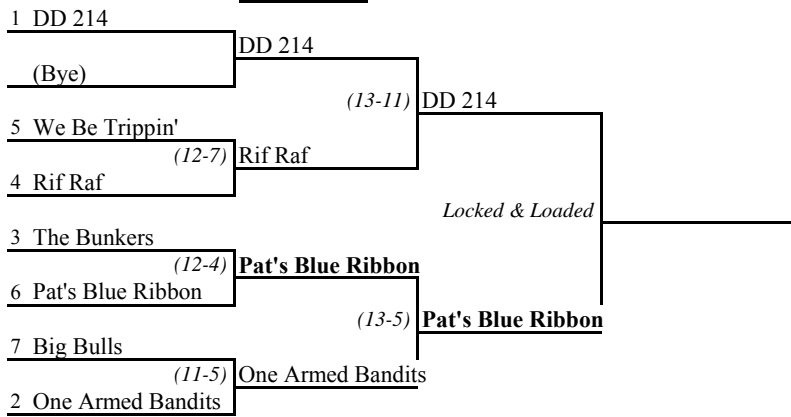 1 DD 214
DD 214
(Bye)
(13-11) DD 214
5 We Be Trippin'
(12-7) Rif Raf
4 Rif Raf
Locked & Loaded
3 The Bunkers
(12-4) Pat's Blue Ribbon
6 Pat's Blue Ribbon
(13-5) Pat's Blue Ribbon
7 Big Bulls
(11-5) One Armed Bandits
2 One Armed Bandits